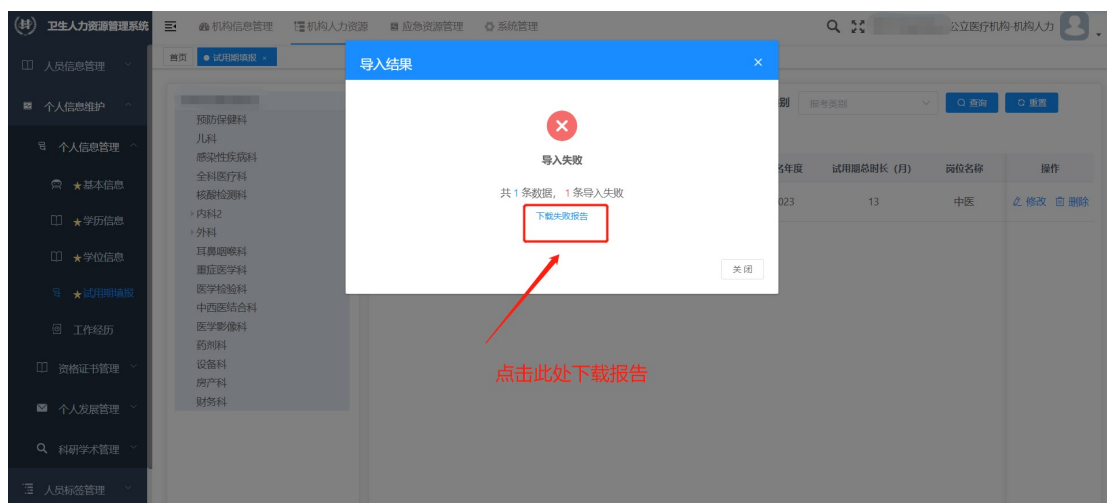 卫生人力资源管理系统
机构信息管理
机构人力资源
应急资源管理
系统管理
公立医疗机构-机构人力
人员信息管理
个人信息维护
个人信息管理
★基本信息
★学历信息
★学位信息
★试用期填报
工作经历
资格证书管理
个人发展管理
科研学术管理
人员标签管理
首页
试用期填报 ×
预防保健科
儿科
感染性疾病科
全科医疗科
核酸检测科
内科2
外科
耳鼻咽喉科
重症医学科
医学检验科
中西医结合科
医学影像科
药剂科
设备科
房产科
财务科
导入结果
×
导入失败
共 1 条数据, 1 条导入失败
下载失败报告
关 闭
点击此处下载报告
别
报考类别
查询
重置
名年度
试用期总时长 (月)
岗位名称
操作
023
13
中医
修改
删除